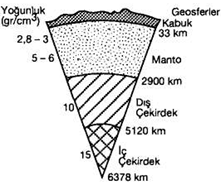 Yoğunluk
(gr/cm³)
Geosferler
Kabuk
33 km
2,8 – 3
5 – 6
Manto
2900 km
10
Dış
Çekirdek
5120 km
15
İç
Çekirdek
6378 km